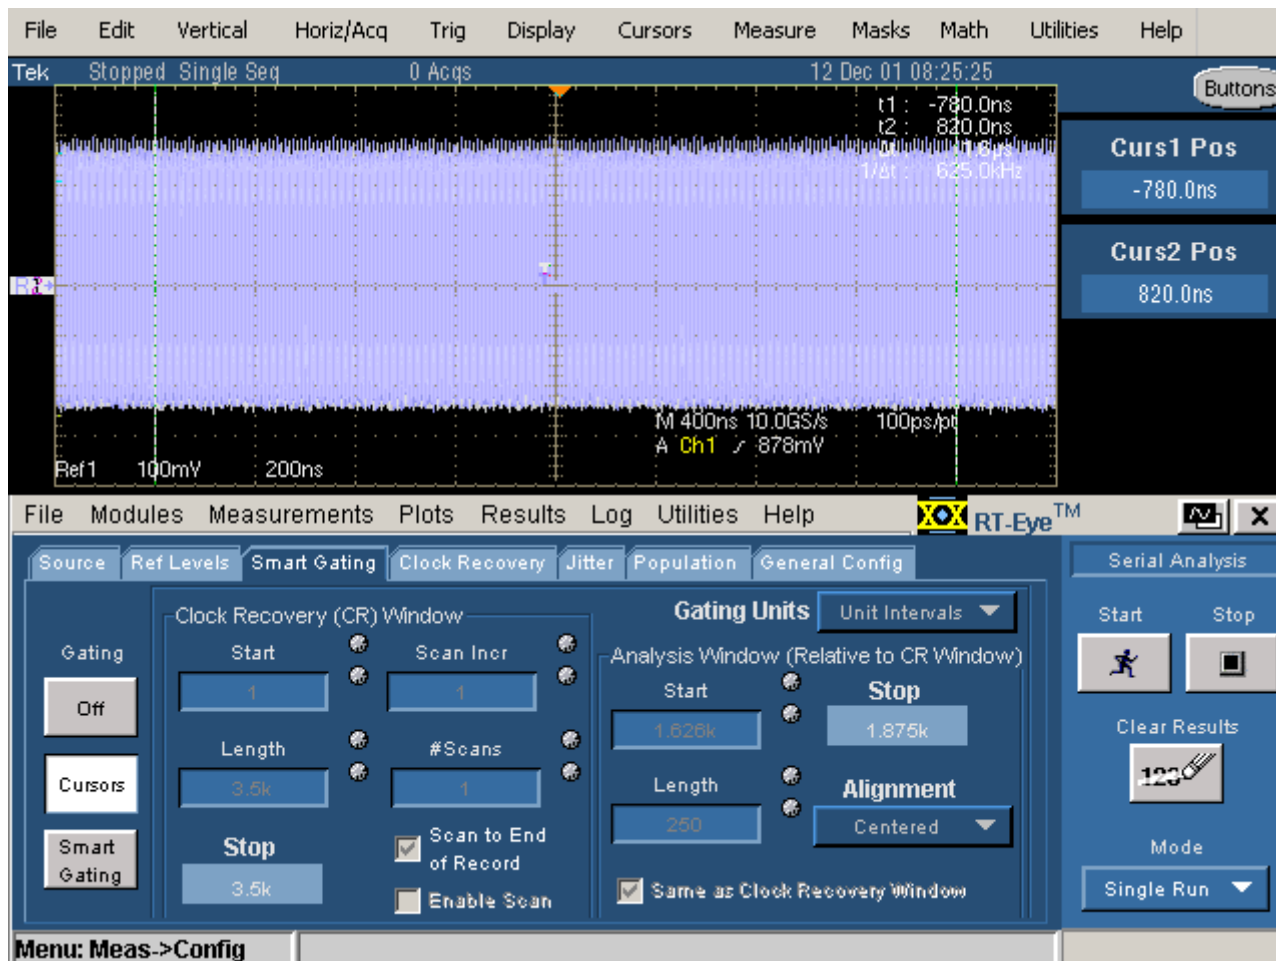 File Edit Vertical Horiz/Acq Trig Display Cursors Measure Masks Math Utilities Help
Tek Stopped Single Seq 0 Acqs 12 Dec 01 08:25:25
Buttons
t1 : -780.0ns
t2 : 820.0ns
Δt : 1.6µs
1/Δt : 625.0kHz
Curs1 Pos
-780.0ns
Curs2 Pos
820.0ns
M 400ns 10.0GS/s 100ps/pt
A Ch1 878mV
Ref1 100mV 200ns
File Modules Measurements Plots Results Log Utilities Help RT-Eye™ X
Source Ref Levels Smart Gating Clock Recovery Jitter Population General Config
Serial Analysis
Gating
Off
Cursors
Smart
Gating
Clock Recovery (CR) Window
Start
1
Scan Incr
1
Length
3.5k
#Scans
1
Stop
3.5k
Scan to End
of Record
Enable Scan
Gating Units Unit Intervals
Analysis Window (Relative to CR Window)
Start
1.626k
Stop
1.875k
Length
250
Alignment
Centered
Same as Clock Recovery Window
Start Stop
Clear Results
123
Mode
Single Run
Menu: Meas->Config